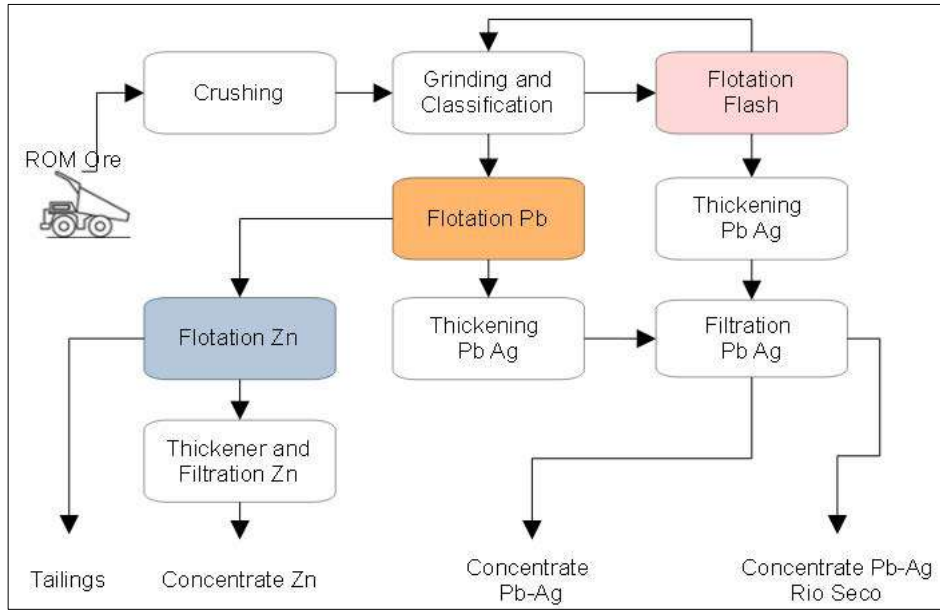 Crushing
Grinding and
Classification
Flotation
Flash
ROM Ore
Flotation Pb
Thickening
Pb Ag
Flotation Zn
Thickening
Pb Ag
Filtration
Pb Ag
Thickener and
Filtration Zn
Tailings
Concentrate Zn
Concentrate
Pb-Ag
Concentrate Pb-Ag
Rio Seco